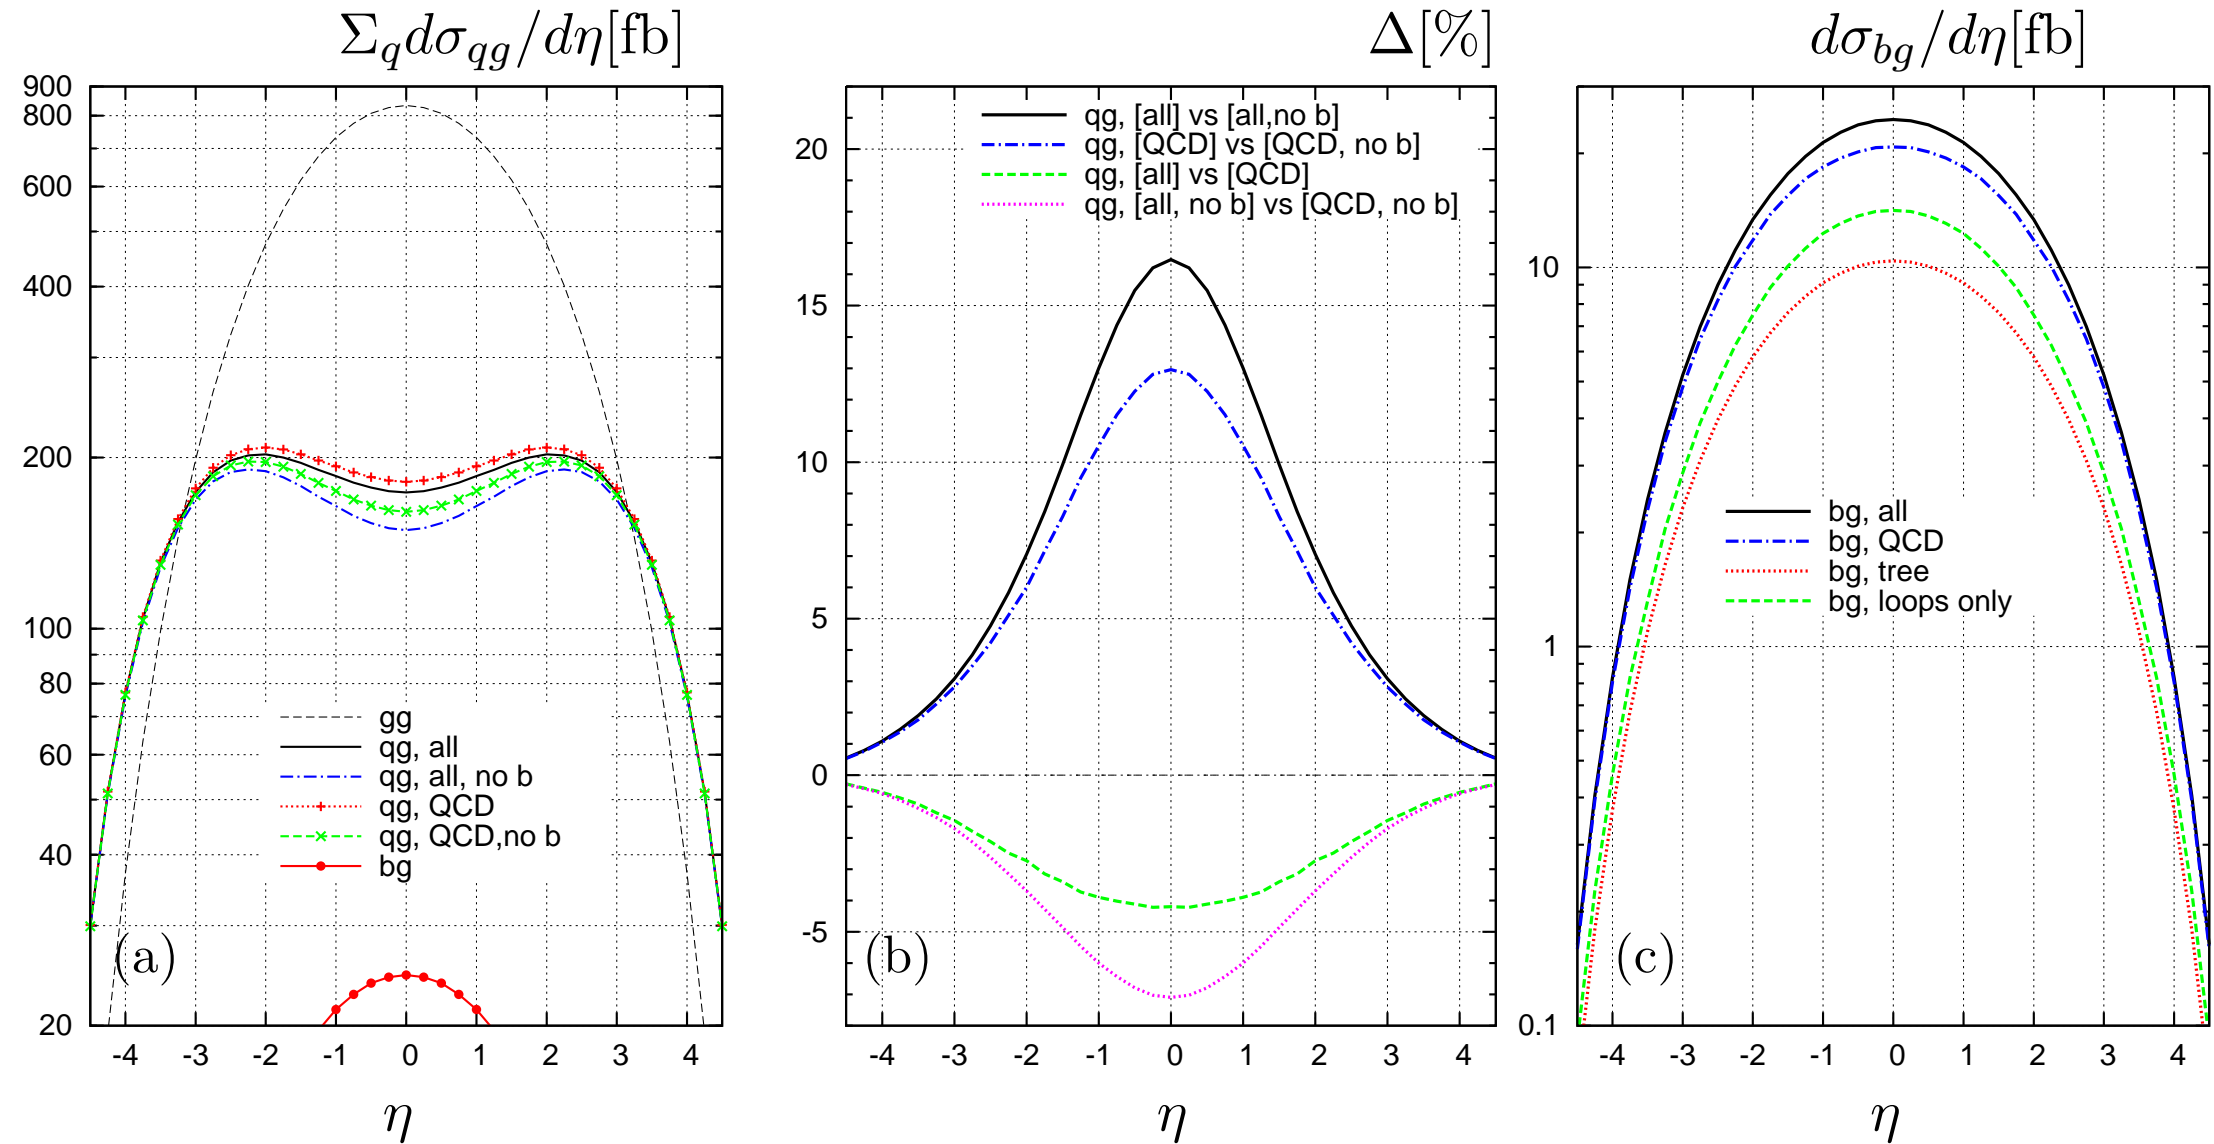 Σ_q dσ_qg/dη[fb]
900
800
600
400
200
100
80
60
40
20
gg
qg, all
qg, all, no b
qg, QCD
qg, QCD,no b
bg
(a)
-4 -3 -2 -1 0 1 2 3 4
η
Δ[%]
qg, [all] vs [all,no b]
qg, [QCD] vs [QCD, no b]
qg, [all] vs [QCD]
qg, [all, no b] vs [QCD, no b]
20
15
10
5
0
-5
(b)
-4 -3 -2 -1 0 1 2 3 4
η
dσ_bg/dη[fb]
10
1
0.1
bg, all
bg, QCD
bg, tree
bg, loops only
(c)
-4 -3 -2 -1 0 1 2 3 4
η